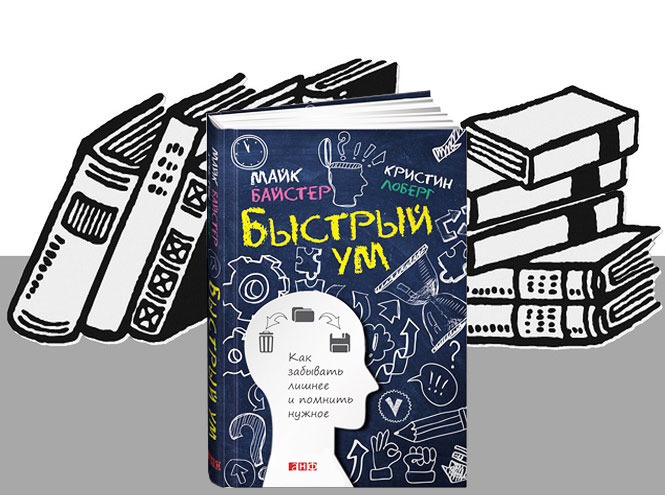 МАЙК
БАЙСТЕР
КРИСТИН
ЛОБЕРГ
БЫСТРЫЙ
УМ
Как
забывать
лишнее
и помнить
нужное
АНФ
МАЙК БАЙСТЕР
БЫСТРЫЙ УМ